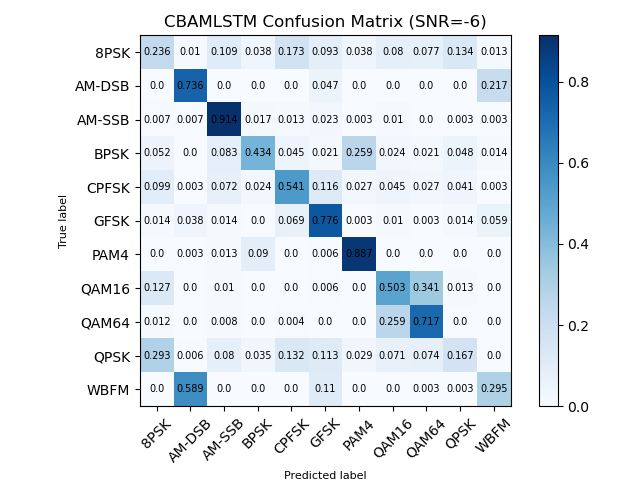 CBAMLSTM Confusion Matrix (SNR=-6)
8PSK 0.236 0.01 0.109 0.038 0.173 0.093 0.038 0.08 0.077 0.134 0.013
AM-DSB 0.0 0.736 0.0 0.0 0.0 0.047 0.0 0.0 0.0 0.0 0.217
AM-SSB 0.007 0.007 0.914 0.017 0.013 0.023 0.003 0.01 0.0 0.003 0.003
BPSK 0.052 0.0 0.083 0.434 0.045 0.021 0.259 0.024 0.021 0.048 0.014
CPFSK 0.099 0.003 0.072 0.024 0.541 0.116 0.027 0.045 0.027 0.041 0.003
GFSK 0.014 0.038 0.014 0.0 0.069 0.776 0.003 0.01 0.003 0.014 0.059
PAM4 0.0 0.003 0.013 0.09 0.0 0.006 0.887 0.0 0.0 0.0 0.0
QAM16 0.127 0.0 0.01 0.0 0.0 0.006 0.0 0.503 0.341 0.013 0.0
QAM64 0.012 0.0 0.008 0.0 0.004 0.0 0.0 0.259 0.717 0.0 0.0
QPSK 0.293 0.006 0.08 0.035 0.132 0.113 0.029 0.071 0.074 0.167 0.0
WBFM 0.0 0.589 0.0 0.0 0.0 0.11 0.0 0.0 0.003 0.003 0.295
8PSK AM-DSB AM-SSB BPSK CPFSK GFSK PAM4 QAM16 QAM64 QPSK WBFM
Predicted label
True label
0.8
0.6
0.4
0.2
0.0